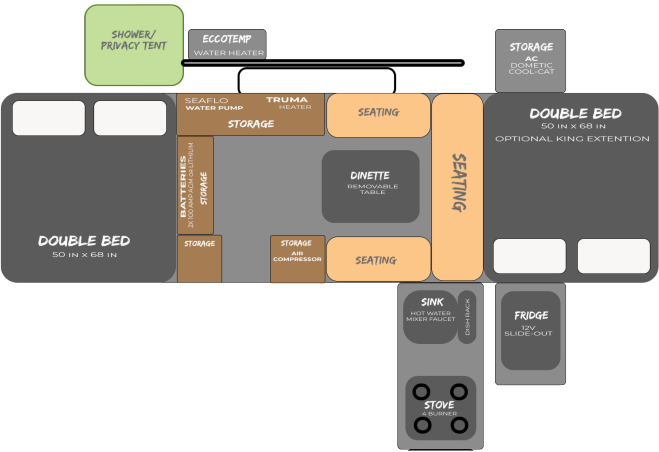 SHOWER/
PRIVACY TENT
ECCOTEMP
WATER HEATER
STORAGE
AC
DOMETIC
COOL-CAT
SEAFLO
WATER PUMP
TRUMA
HEATER
STORAGE
SEATING
DOUBLE BED
50 IN X 68 IN
OPTIONAL KING EXTENTION
BATTERIES
2X 100 AMP AGM OR LITHIUM
STORAGE
DINETTE
REMOVABLE
TABLE
SEATING
DOUBLE BED
50 IN X 68 IN
STORAGE
STORAGE
AIR
COMPRESSOR
SEATING
SINK
HOT WATER
MIXER FAUCET
DISH RACK
FRIDGE
12V
SLIDE-OUT
STOVE
4 BURNER